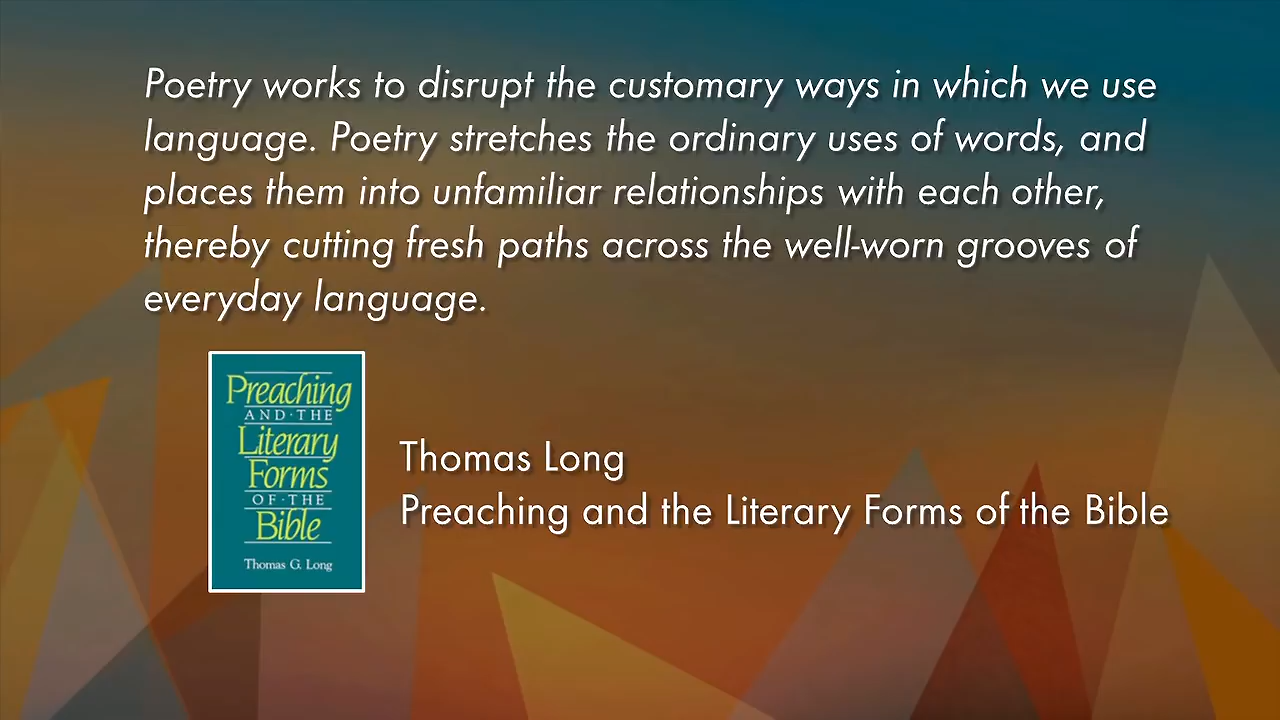 Poetry works to disrupt the customary ways in which we use
language. Poetry stretches the ordinary uses of words, and
places them into unfamiliar relationships with each other,
thereby cutting fresh paths across the well-worn grooves of
everyday language.
Preaching
AND·THE
Literary
Forms
OF·THE
Bible
Thomas G. Long
Thomas Long
Preaching and the Literary Forms of the Bible